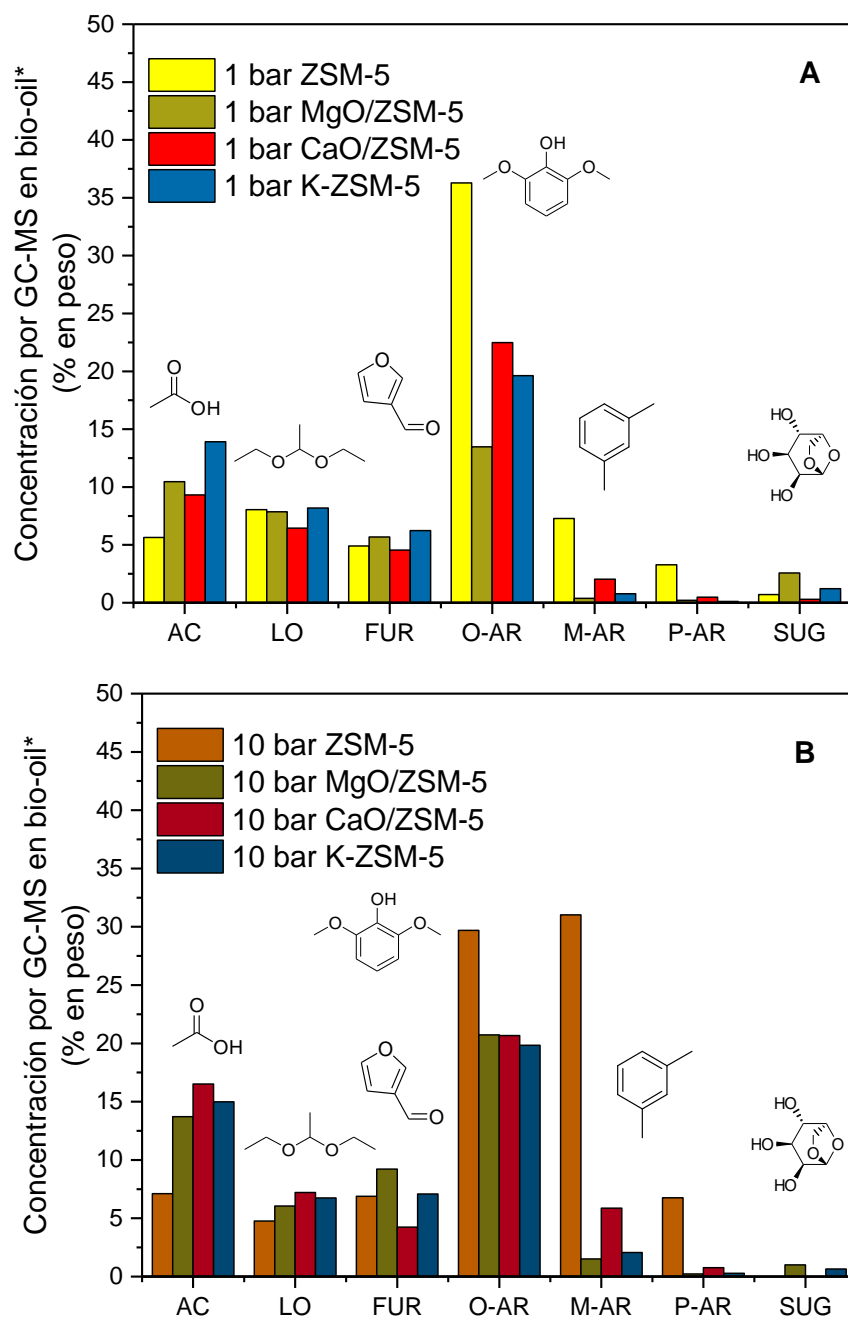 50
45
40
35
30
25
20
15
10
5
0
Concentración por GC-MS en bio-oil*
(% en peso)
1 bar ZSM-5
1 bar MgO/ZSM-5
1 bar CaO/ZSM-5
1 bar K-ZSM-5
A
OH
O
O
O
OH
O
O
O
O
HO
HO
HO
O
O
AC LO FUR O-AR M-AR P-AR SUG
50
45
40
35
30
25
20
15
10
5
0
Concentración por GC-MS en bio-oil*
(% en peso)
10 bar ZSM-5
10 bar MgO/ZSM-5
10 bar CaO/ZSM-5
10 bar K-ZSM-5
B
OH
O
O
O
OH
O
O
O
O
HO
HO
HO
O
O
AC LO FUR O-AR M-AR P-AR SUG